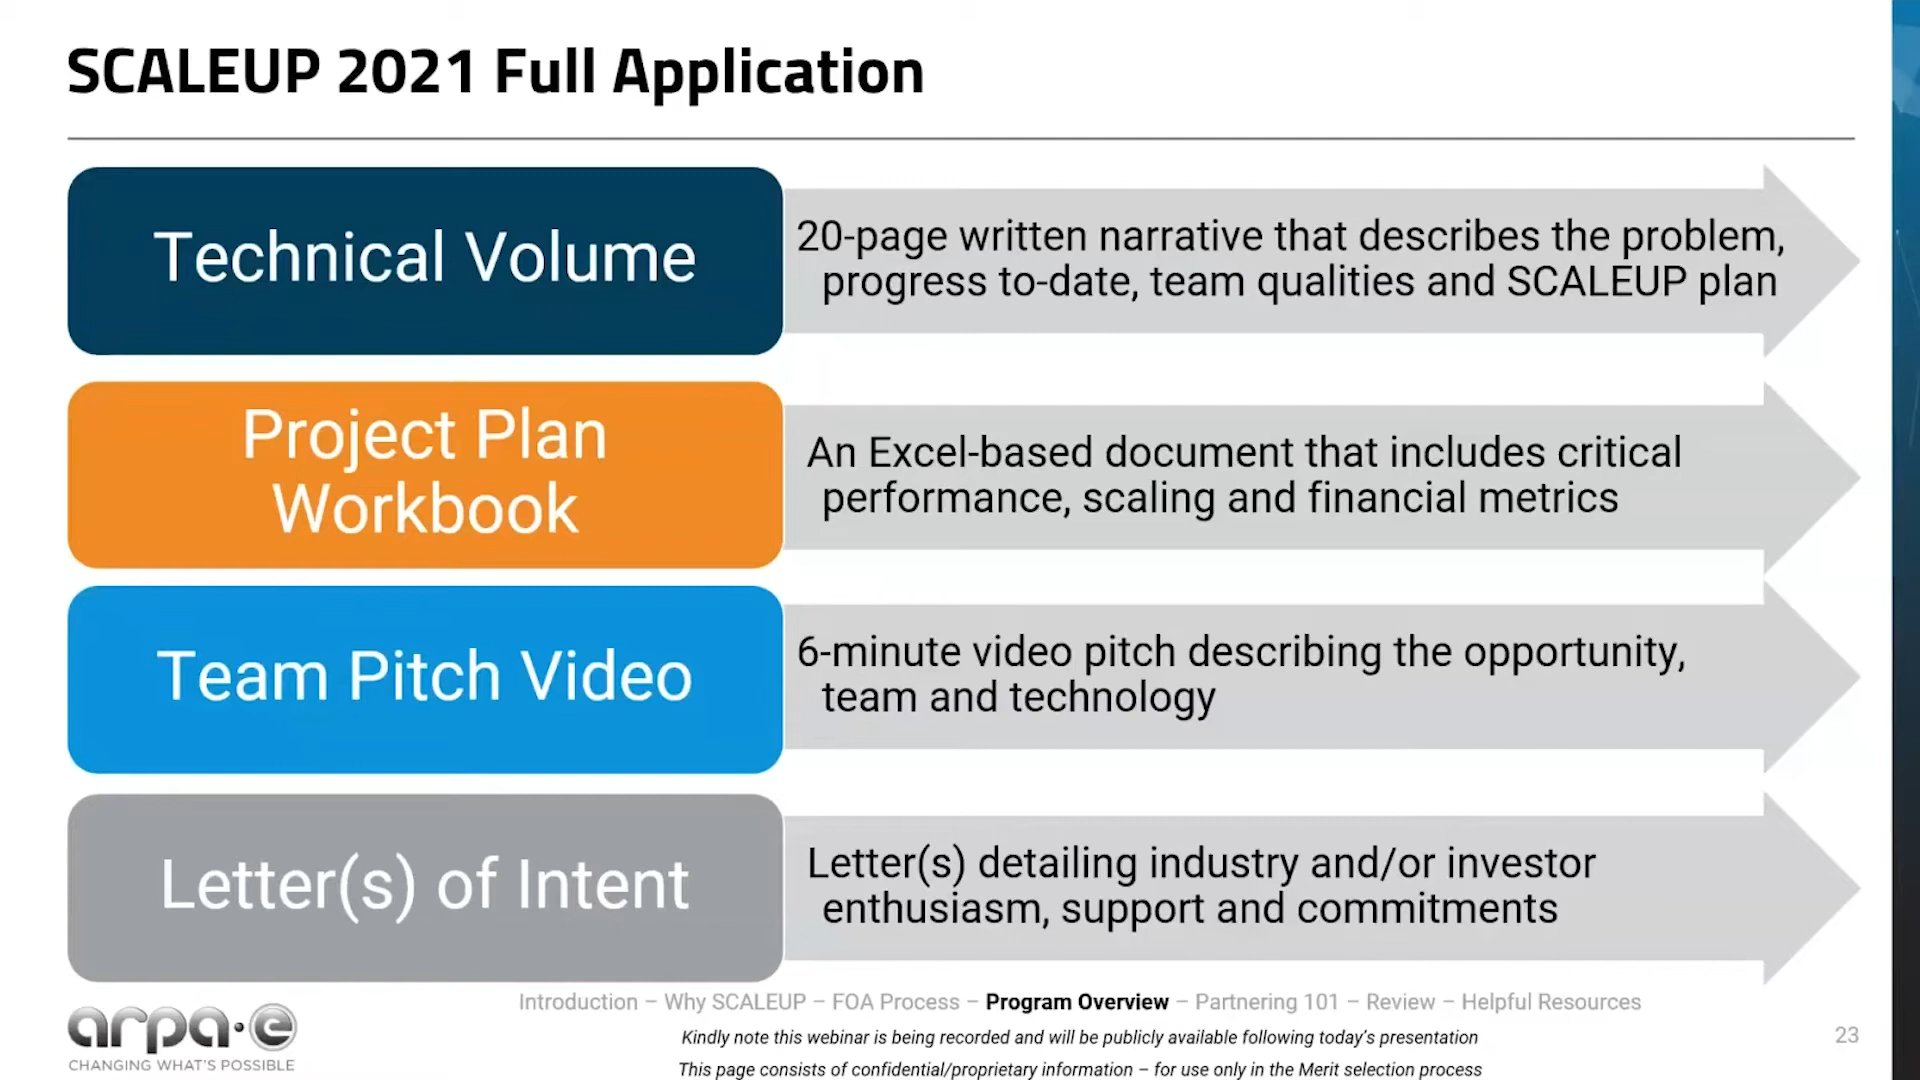 SCALEUP 2021 Full Application
Technical Volume
20-page written narrative that describes the problem,
progress to-date, team qualities and SCALEUP plan
Project Plan
Workbook
An Excel-based document that includes critical
performance, scaling and financial metrics
Team Pitch Video
6-minute video pitch describing the opportunity,
team and technology
Letter(s) of Intent
Letter(s) detailing industry and/or investor
enthusiasm, support and commitments
Introduction – Why SCALEUP – FOA Process – Program Overview – Partnering 101 – Review – Helpful Resources
arpa·e
CHANGING WHAT'S POSSIBLE
Kindly note this webinar is being recorded and will be publicly available following today's presentation
This page consists of confidential/proprietary information – for use only in the Merit selection process
23